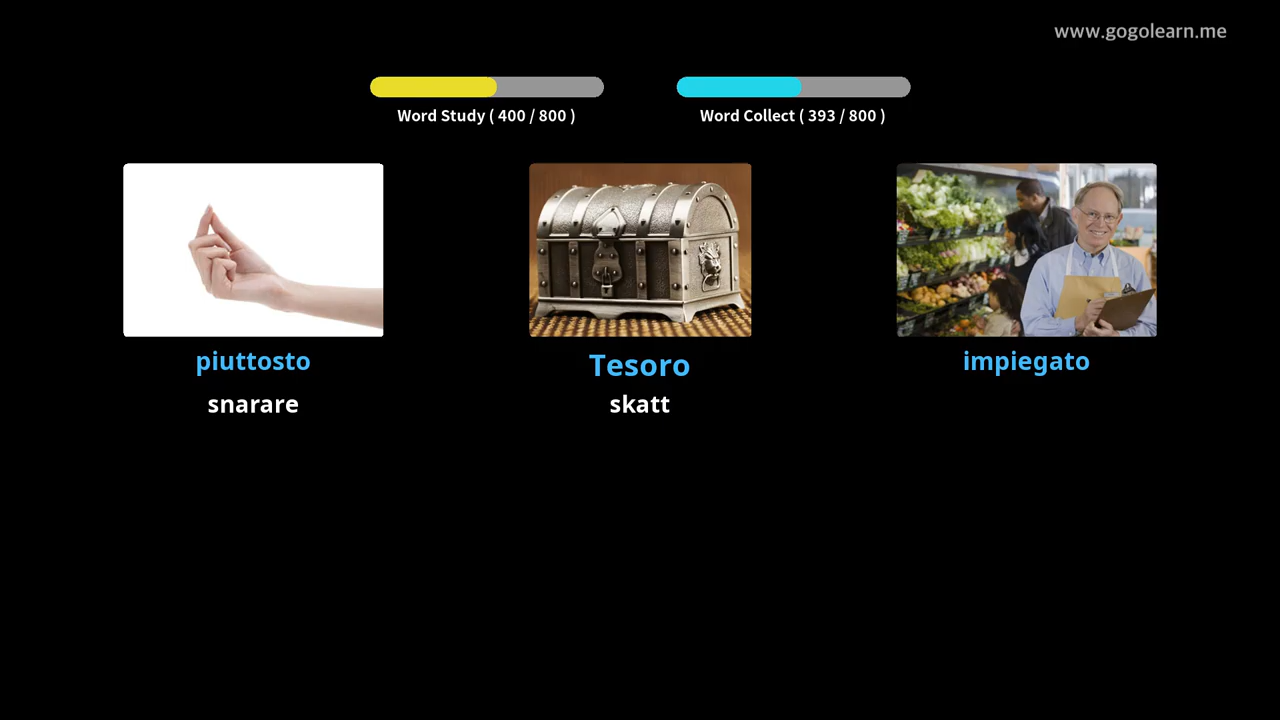 www.gogolearn.me
Word Study ( 400 / 800 )
Word Collect ( 393 / 800 )
piuttosto
Tesoro
impiegato
snarare
skatt